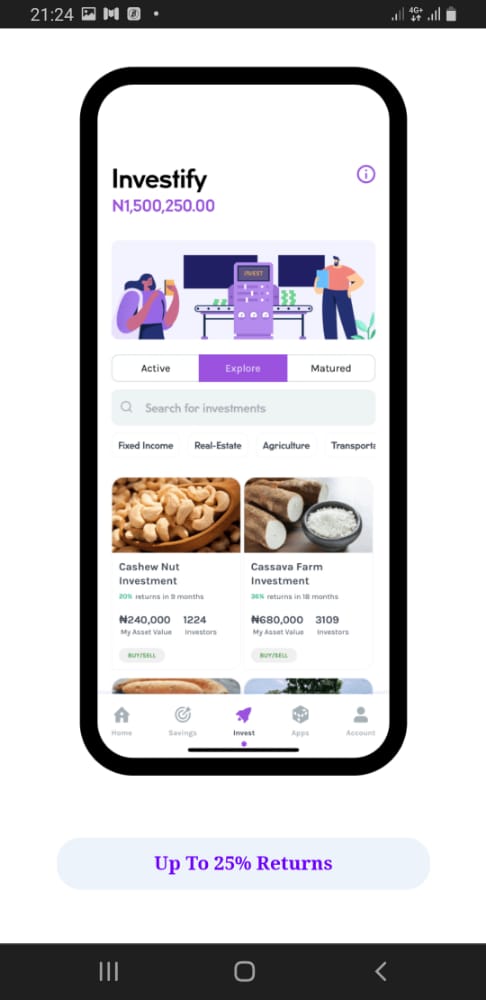 21:24
4G+
Investify
N1,500,250.00
INVEST
Active Explore Matured
Search for investments
Fixed Income Real-Estate Agriculture Transporta
Cashew Nut
Investment
20% returns in 9 months
₦240,000 1224
My Asset Value Investors
BUY/SELL
Cassava Farm
Investment
36% returns in 18 months
₦680,000 3109
My Asset Value Investors
BUY/SELL
Home Savings Invest Apps Account
Up To 25% Returns